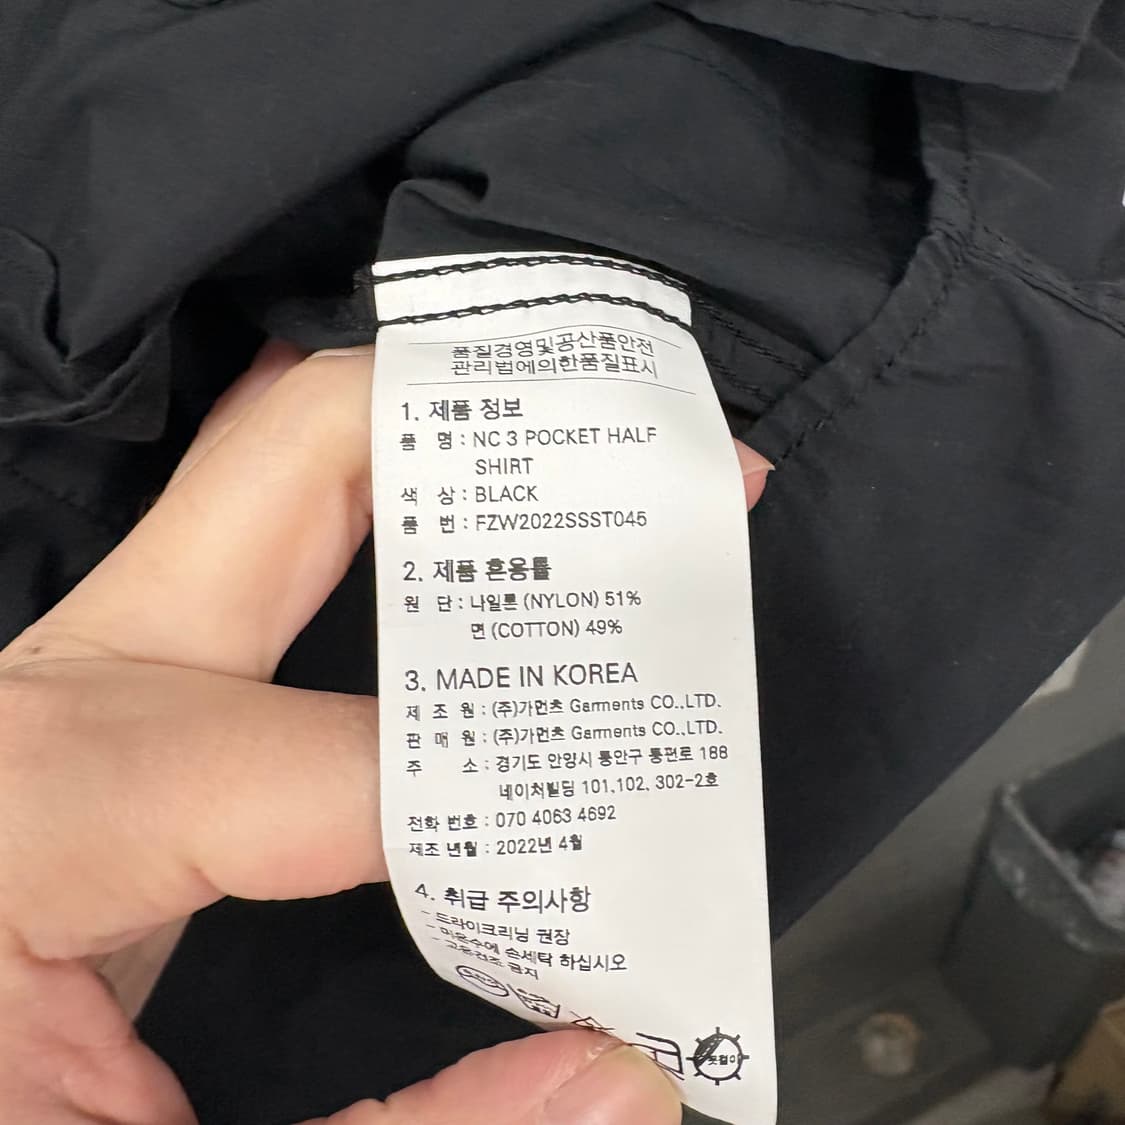 품질경영및공산품안전
관리법에의한품질표시
1. 제품 정보
품 명 : NC 3 POCKET HALF
SHIRT
색 상 : BLACK
품 번 : FZW2022SSST045
2. 제품 혼용률
원 단 : 나일론 (NYLON) 51%
면 (COTTON) 49%
3. MADE IN KOREA
제 조 원 : (주)가먼츠 Garments CO.,LTD.
판 매 원 : (주)가먼츠 Garments CO.,LTD.
주 소 : 경기도 안양시 동안구 동편로 188
네이처빌딩 101,102, 302-2호
전화 번호 : 070 4063 4692
제조 년월 : 2022년 4월
4. 취급 주의사항
- 드라이크리닝 권장
- 미온수에 손세탁 하십시오
- 고온건조 금지